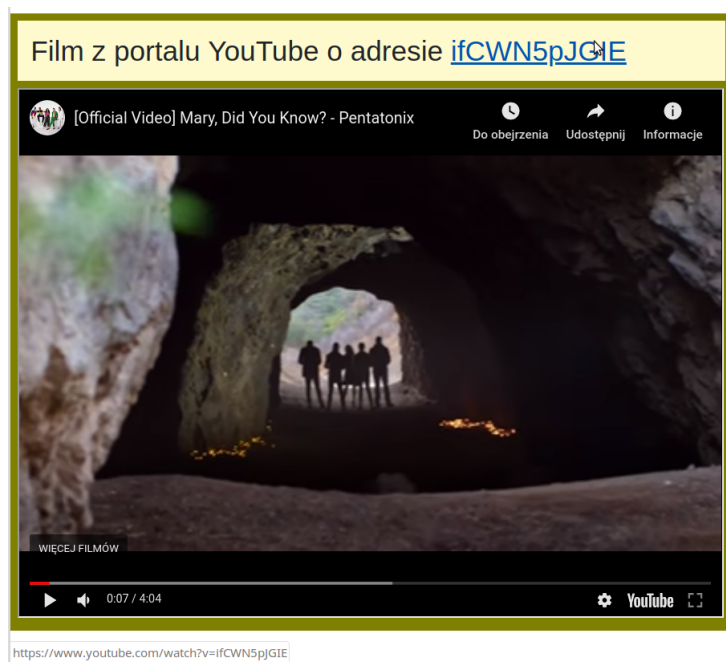 Film z portalu YouTube o adresie ifCWN5pJGIE
[Official Video] Mary, Did You Know? - Pentatonix
Do obejrzenia Udostępnij Informacje
WIĘCEJ FILMÓW
0:07 / 4:04 YouTube
https://www.youtube.com/watch?v=ifCWN5pJGIE